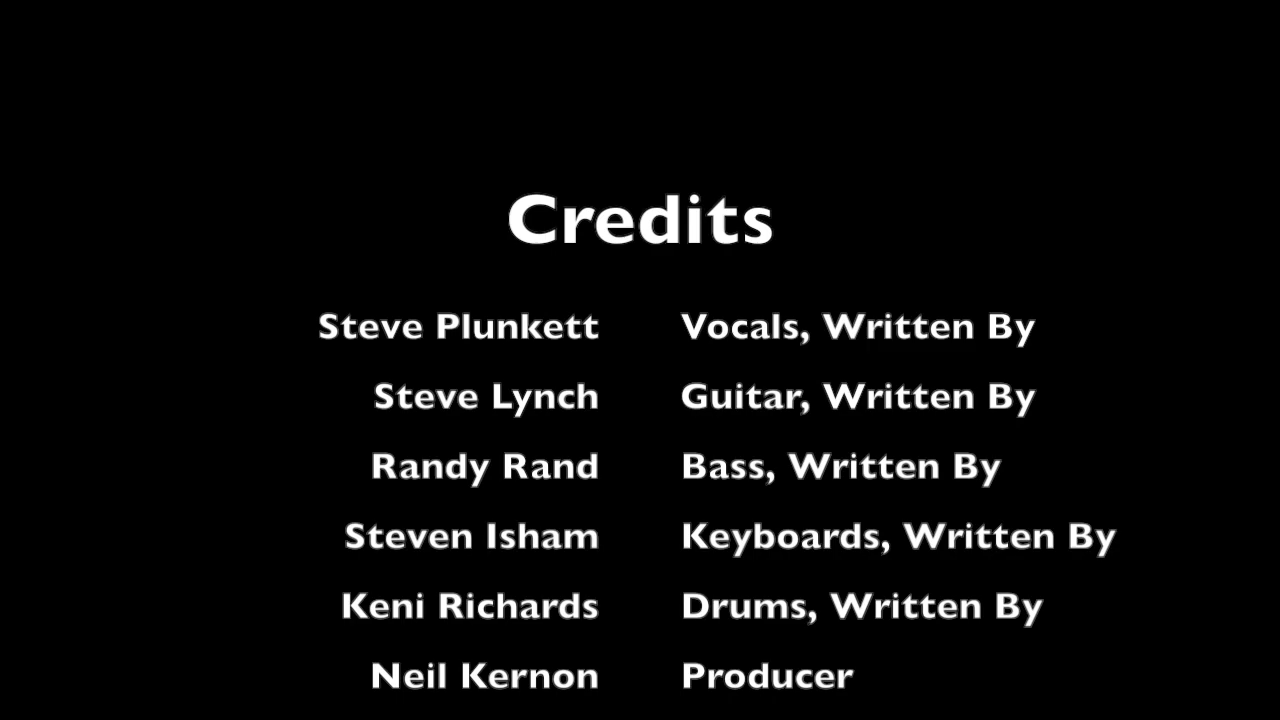 Credits
Steve Plunkett Vocals, Written By
Steve Lynch Guitar, Written By
Randy Rand Bass, Written By
Steven Isham Keyboards, Written By
Keni Richards Drums, Written By
Neil Kernon Producer